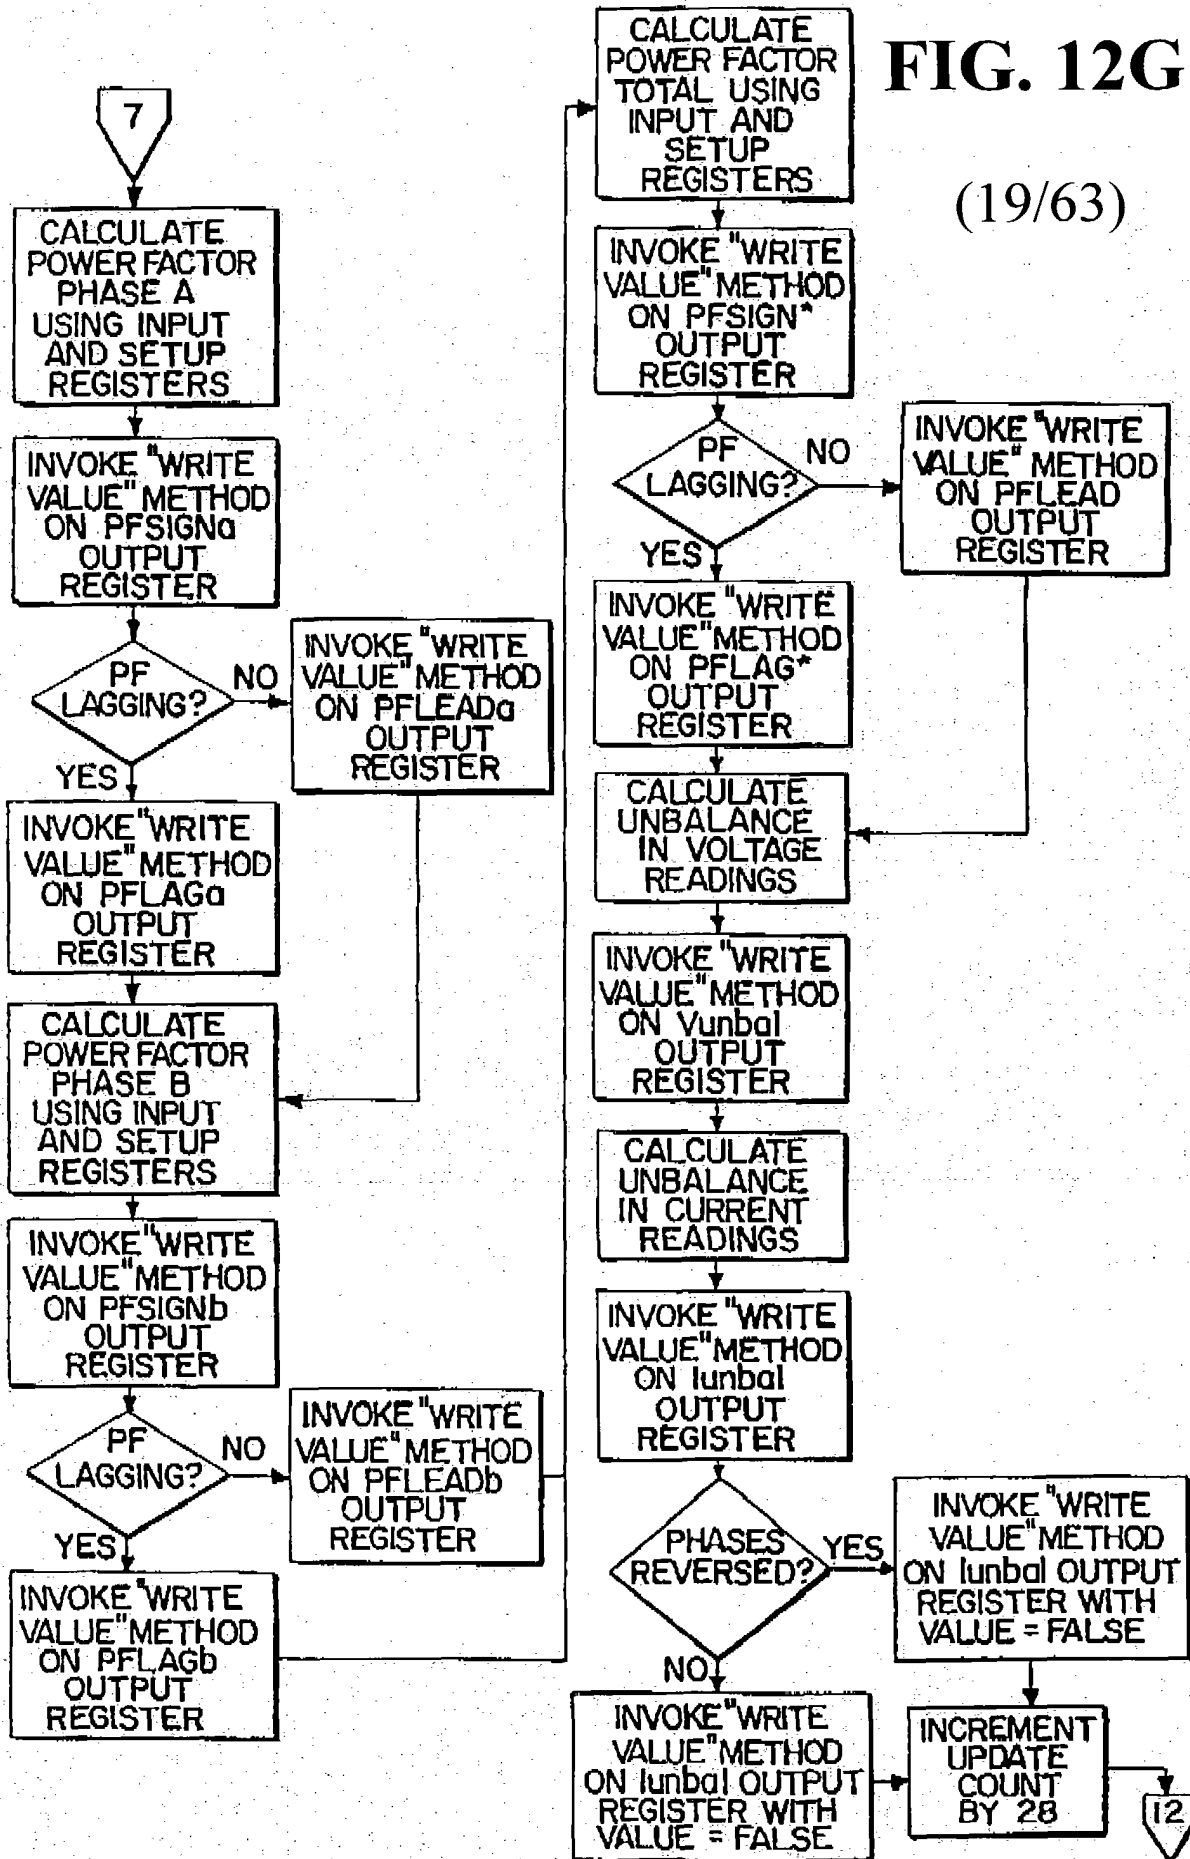 FIG. 12G
(19/63)
7
CALCULATE
POWER FACTOR
PHASE A
USING INPUT
AND SETUP
REGISTERS
INVOKE "WRITE
VALUE" METHOD
ON PFSIGNa
OUTPUT
REGISTER
PF
LAGGING?
NO
INVOKE "WRITE
VALUE" METHOD
ON PFLEADa
OUTPUT
REGISTER
YES
INVOKE "WRITE
VALUE" METHOD
ON PFLAGa
OUTPUT
REGISTER
CALCULATE
POWER FACTOR
PHASE B
USING INPUT
AND SETUP
REGISTERS
INVOKE "WRITE
VALUE" METHOD
ON PFSIGNb
OUTPUT
REGISTER
PF
LAGGING?
NO
INVOKE "WRITE
VALUE" METHOD
ON PFLEADb
OUTPUT
REGISTER
YES
INVOKE "WRITE
VALUE" METHOD
ON PFLAGb
OUTPUT
REGISTER
CALCULATE
POWER FACTOR
TOTAL USING
INPUT AND
SETUP
REGISTERS
INVOKE "WRITE
VALUE" METHOD
ON PFSIGN*
OUTPUT
REGISTER
PF
LAGGING?
NO
INVOKE "WRITE
VALUE" METHOD
ON PFLEAD
OUTPUT
REGISTER
YES
INVOKE "WRITE
VALUE" METHOD
ON PFLAG*
OUTPUT
REGISTER
CALCULATE
UNBALANCE
IN VOLTAGE
READINGS
INVOKE "WRITE
VALUE" METHOD
ON Vunbal
OUTPUT
REGISTER
CALCULATE
UNBALANCE
IN CURRENT
READINGS
INVOKE "WRITE
VALUE" METHOD
ON Iunbal
OUTPUT
REGISTER
PHASES
REVERSED?
YES
INVOKE "WRITE
VALUE" METHOD
ON Iunbal OUTPUT
REGISTER WITH
VALUE = FALSE
NO
INVOKE "WRITE
VALUE" METHOD
ON Iunbal OUTPUT
REGISTER WITH
VALUE = FALSE
INCREMENT
UPDATE
COUNT
BY 28
12